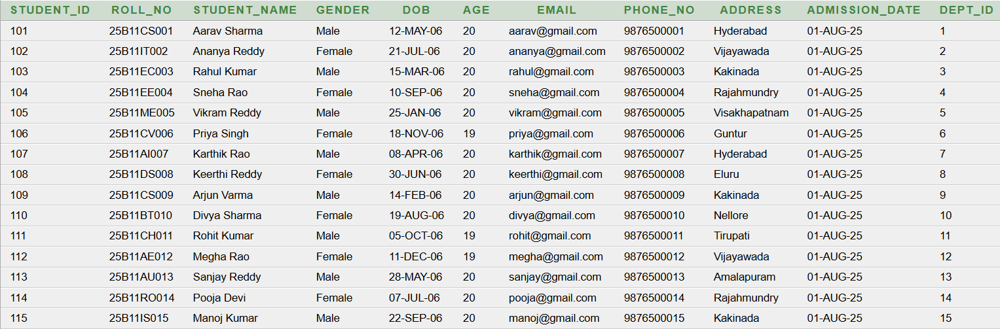 STUDENT_ID ROLL_NO STUDENT_NAME GENDER DOB AGE EMAIL PHONE_NO ADDRESS ADMISSION_DATE DEPT_ID
101 25B11CS001 Aarav Sharma Male 12-MAY-06 20 aarav@gmail.com 9876500001 Hyderabad 01-AUG-25 1
102 25B11IT002 Ananya Reddy Female 21-JUL-06 20 ananya@gmail.com 9876500002 Vijayawada 01-AUG-25 2
103 25B11EC003 Rahul Kumar Male 15-MAR-06 20 rahul@gmail.com 9876500003 Kakinada 01-AUG-25 3
104 25B11EE004 Sneha Rao Female 10-SEP-06 20 sneha@gmail.com 9876500004 Rajahmundry 01-AUG-25 4
105 25B11ME005 Vikram Reddy Male 25-JAN-06 20 vikram@gmail.com 9876500005 Visakhapatnam 01-AUG-25 5
106 25B11CV006 Priya Singh Female 18-NOV-06 19 priya@gmail.com 9876500006 Guntur 01-AUG-25 6
107 25B11AI007 Karthik Rao Male 08-APR-06 20 karthik@gmail.com 9876500007 Hyderabad 01-AUG-25 7
108 25B11DS008 Keerthi Reddy Female 30-JUN-06 20 keerthi@gmail.com 9876500008 Eluru 01-AUG-25 8
109 25B11CS009 Arjun Varma Male 14-FEB-06 20 arjun@gmail.com 9876500009 Kakinada 01-AUG-25 9
110 25B11BT010 Divya Sharma Female 19-AUG-06 20 divya@gmail.com 9876500010 Nellore 01-AUG-25 10
111 25B11CH011 Rohit Kumar Male 05-OCT-06 19 rohit@gmail.com 9876500011 Tirupati 01-AUG-25 11
112 25B11AE012 Megha Rao Female 11-DEC-06 19 megha@gmail.com 9876500012 Vijayawada 01-AUG-25 12
113 25B11AU013 Sanjay Reddy Male 28-MAY-06 20 sanjay@gmail.com 9876500013 Amalapuram 01-AUG-25 13
114 25B11RO014 Pooja Devi Female 07-JUL-06 20 pooja@gmail.com 9876500014 Rajahmundry 01-AUG-25 14
115 25B11IS015 Manoj Kumar Male 22-SEP-06 20 manoj@gmail.com 9876500015 Kakinada 01-AUG-25 15